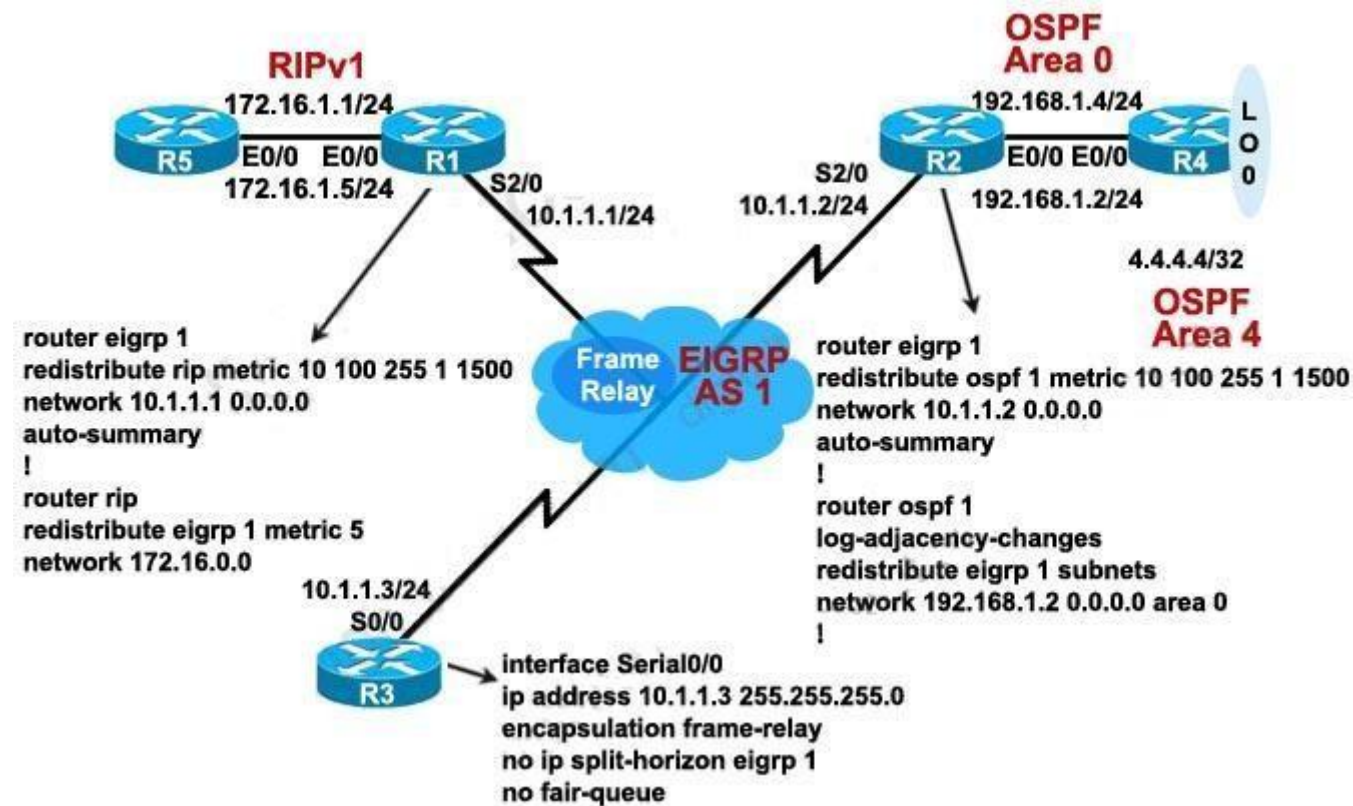 RIPv1
172.16.1.1/24
R5
E0/0 E0/0
R1
172.16.1.5/24
S2/0
10.1.1.1/24
OSPF
Area 0
192.168.1.4/24
R2
E0/0 E0/0
R4
L
O
0
S2/0
10.1.1.2/24
192.168.1.2/24
4.4.4.4/32
OSPF
Area 4
router eigrp 1
redistribute rip metric 10 100 255 1 1500
network 10.1.1.1 0.0.0.0
auto-summary
!
router rip
redistribute eigrp 1 metric 5
network 172.16.0.0
Frame
Relay
EIGRP
AS 1
router eigrp 1
redistribute ospf 1 metric 10 100 255 1 1500
network 10.1.1.2 0.0.0.0
auto-summary
!
router ospf 1
log-adjacency-changes
redistribute eigrp 1 subnets
network 192.168.1.2 0.0.0.0 area 0
!
10.1.1.3/24
S0/0
R3
interface Serial0/0
ip address 10.1.1.3 255.255.255.0
encapsulation frame-relay
no ip split-horizon eigrp 1
no fair-queue